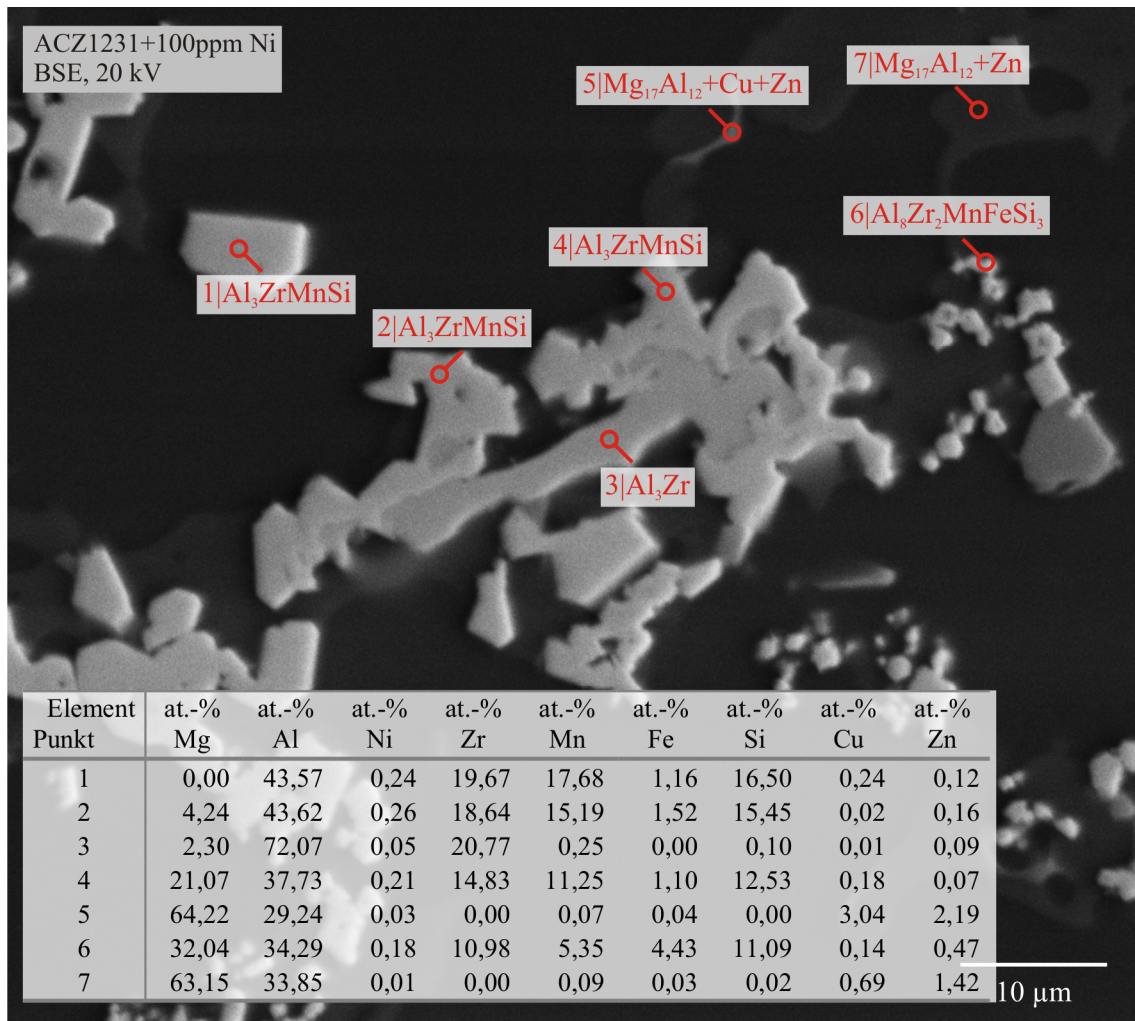 ACZ1231+100ppm Ni
BSE, 20 kV
5|Mg₁₇Al₁₂+Cu+Zn
7|Mg₁₇Al₁₂+Zn
6|Al₈Zr₂MnFeSi₃
4|Al₃ZrMnSi
1|Al₃ZrMnSi
2|Al₃ZrMnSi
3|Al₃Zr
Element at.-% at.-% at.-% at.-% at.-% at.-% at.-% at.-% at.-%
Punkt Mg Al Ni Zr Mn Fe Si Cu Zn
1 0,00 43,57 0,24 19,67 17,68 1,16 16,50 0,24 0,12
2 4,24 43,62 0,26 18,64 15,19 1,52 15,45 0,02 0,16
3 2,30 72,07 0,05 20,77 0,25 0,00 0,10 0,01 0,09
4 21,07 37,73 0,21 14,83 11,25 1,10 12,53 0,18 0,07
5 64,22 29,24 0,03 0,00 0,07 0,04 0,00 3,04 2,19
6 32,04 34,29 0,18 10,98 5,35 4,43 11,09 0,14 0,47
7 63,15 33,85 0,01 0,00 0,09 0,03 0,02 0,69 1,42
10 µm